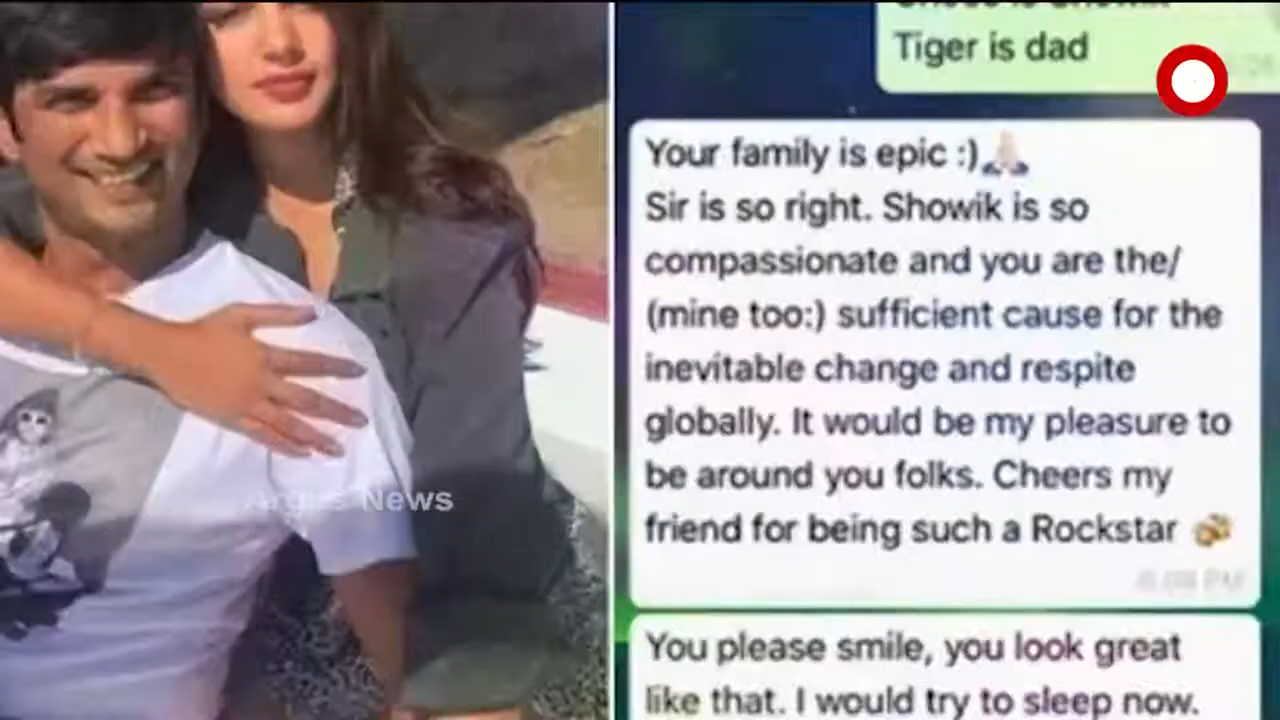 Tiger is dad
Your family is epic :)🙏🏻
Sir is so right. Showik is so
compassionate and you are the/
(mine too:) sufficient cause for the
inevitable change and respite
globally. It would be my pleasure to
be around you folks. Cheers my
friend for being such a Rockstar 🍻
You please smile, you look great
like that. I would try to sleep now.
Argus News